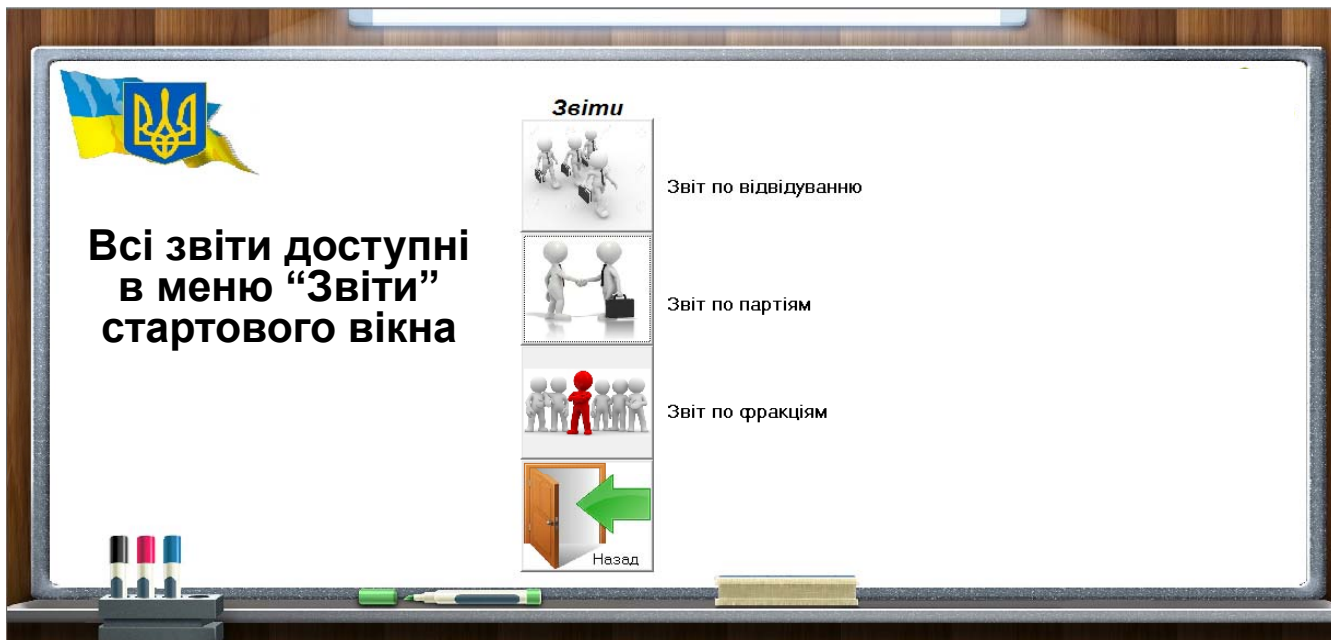 Звіти
Звіт по відвідуванню
Всі звіти доступні
в меню “Звіти”
стартового вікна
Звіт по партіям
Звіт по фракціям
Назад